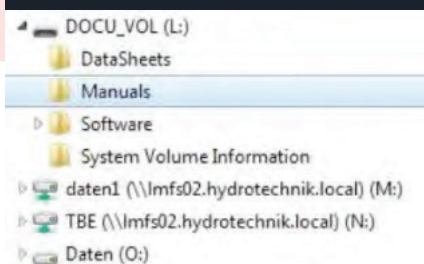 DOCU_VOL (L:)
DataSheets
Manuals
Software
System Volume Information
daten1 (\\lmfs02.hydrotechnik.local) (M:)
TBE (\\lmfs02.hydrotechnik.local) (N:)
Daten (O:)